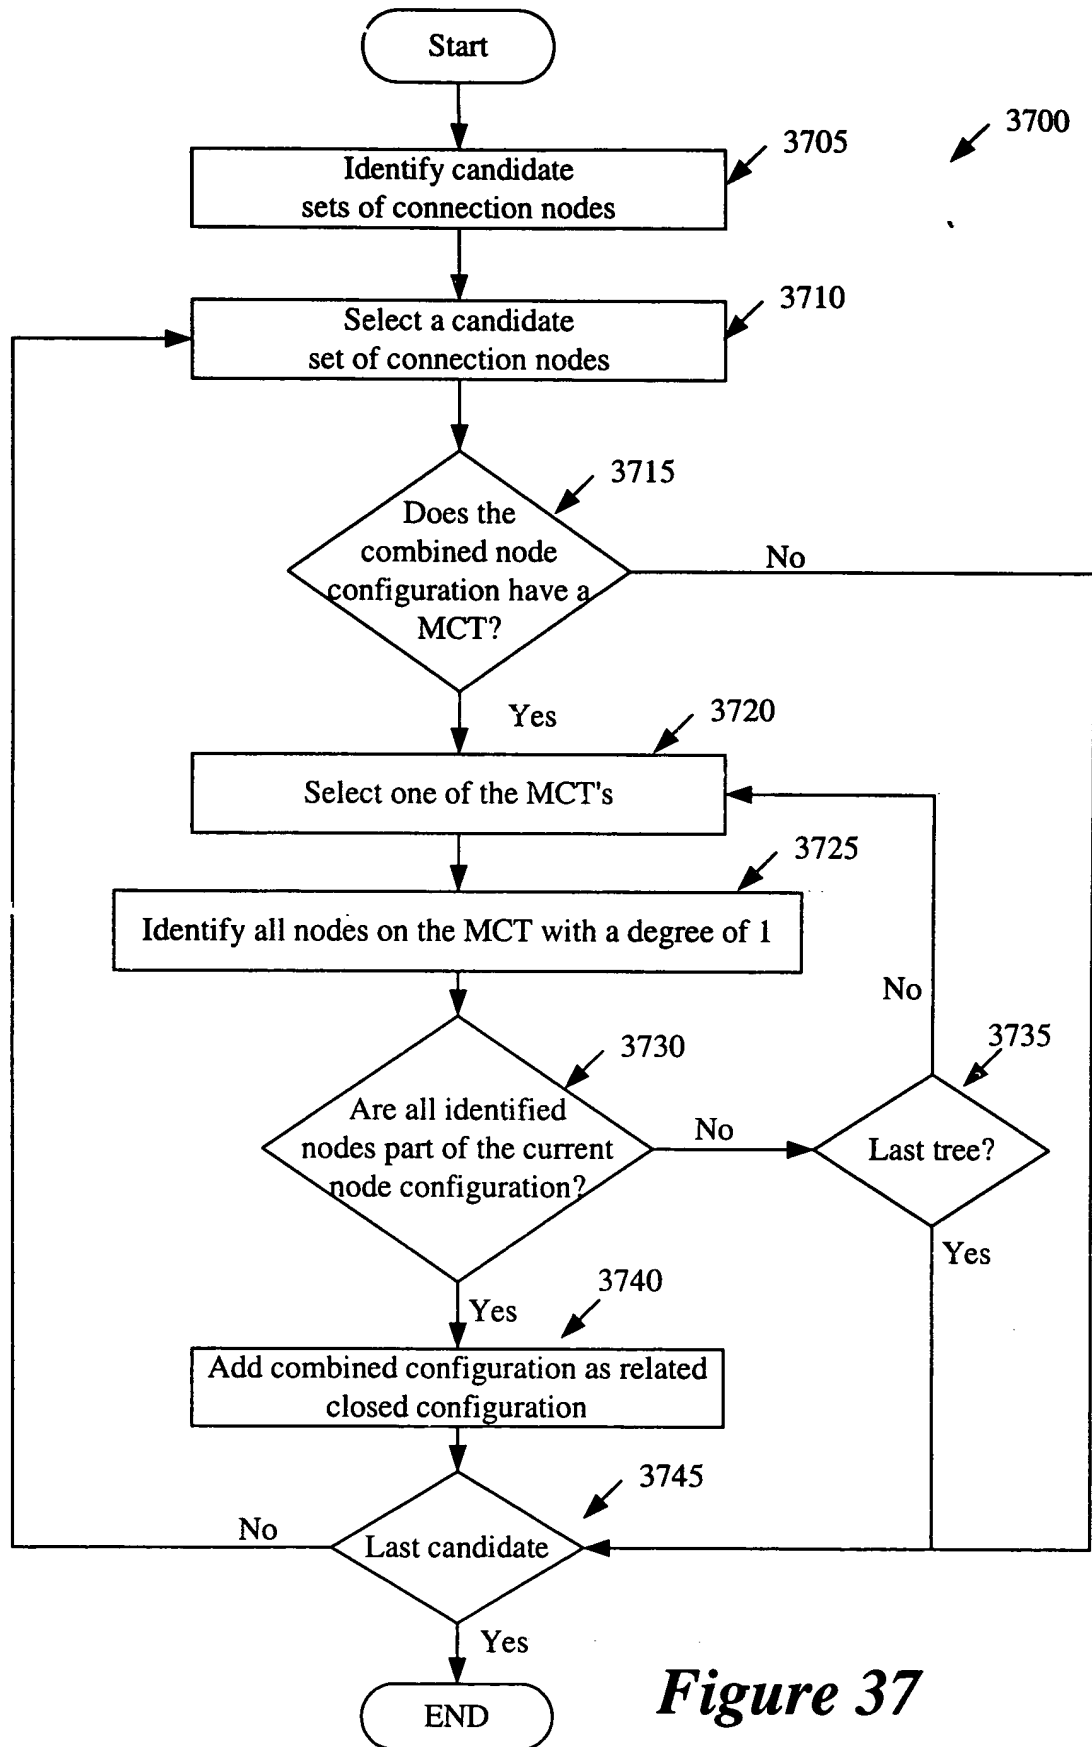 Start
3700
3705
Identify candidate
sets of connection nodes
3710
Select a candidate
set of connection nodes
3715
Does the
combined node
configuration have a
MCT?
No
Yes
3720
Select one of the MCT's
3725
Identify all nodes on the MCT with a degree of 1
No
3730
3735
Are all identified
nodes part of the current
node configuration?
No
Last tree?
Yes
3740
Yes
Add combined configuration as related
closed configuration
3745
No
Last candidate
Yes
END
Figure 37